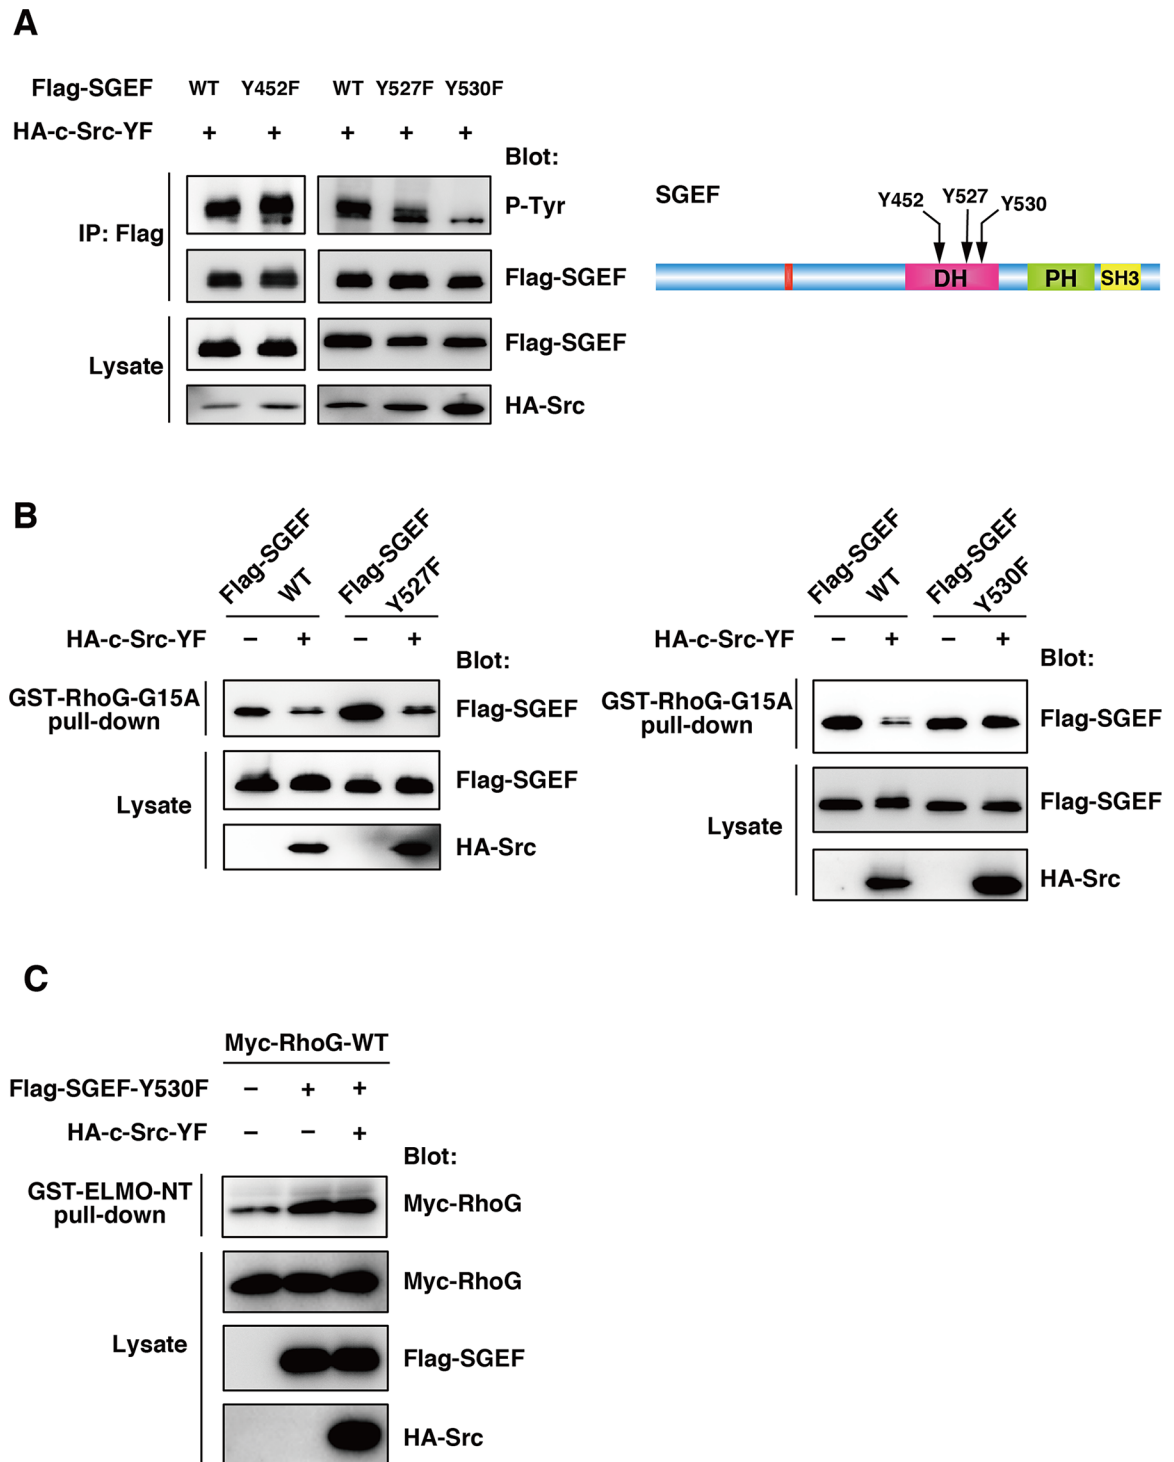 A
Flag-SGEF WT Y452F WT Y527F Y530F
HA-c-Src-YF + + + + +
Blot:
IP: Flag
P-Tyr
Flag-SGEF
Lysate
Flag-SGEF
HA-Src
SGEF
Y452 Y527 Y530
DH PH SH3
B
Flag-SGEF WT Flag-SGEF Y527F
HA-c-Src-YF – + – +
Blot:
GST-RhoG-G15A
pull-down
Flag-SGEF
Lysate
Flag-SGEF
HA-Src
Flag-SGEF WT Flag-SGEF Y530F
HA-c-Src-YF – + – +
Blot:
GST-RhoG-G15A
pull-down
Flag-SGEF
Lysate
Flag-SGEF
HA-Src
C
Myc-RhoG-WT
Flag-SGEF-Y530F – + +
HA-c-Src-YF – – +
Blot:
GST-ELMO-NT
pull-down
Myc-RhoG
Lysate
Myc-RhoG
Flag-SGEF
HA-Src